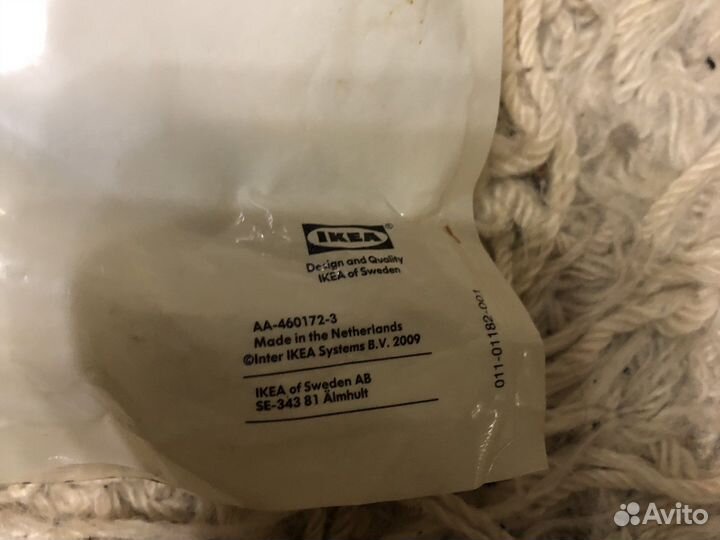 IKEA®
Design and Quality
IKEA of Sweden
AA-460172-3
Made in the Netherlands
©Inter IKEA Systems B.V. 2009
IKEA of Sweden AB
SE-343 81 Älmhult
011-01182-001
Avito